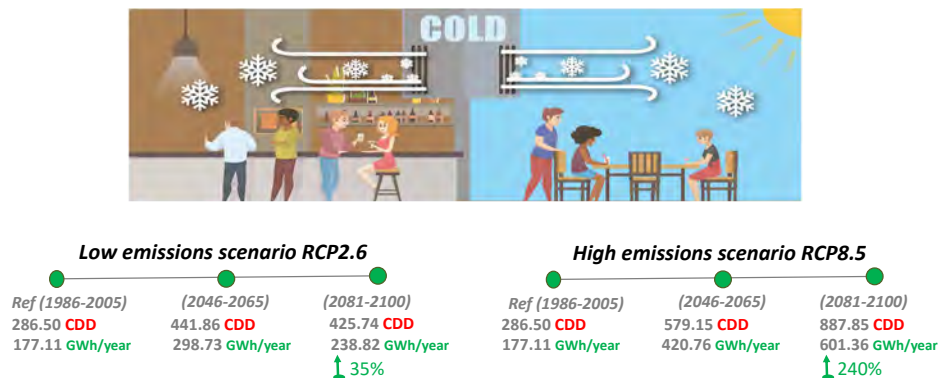 COLD
Low emissions scenario RCP2.6
Ref (1986-2005)
286.50 CDD
177.11 GWh/year
(2046-2065)
441.86 CDD
298.73 GWh/year
(2081-2100)
425.74 CDD
238.82 GWh/year
35%
High emissions scenario RCP8.5
Ref (1986-2005)
286.50 CDD
177.11 GWh/year
(2046-2065)
579.15 CDD
420.76 GWh/year
(2081-2100)
887.85 CDD
601.36 GWh/year
240%